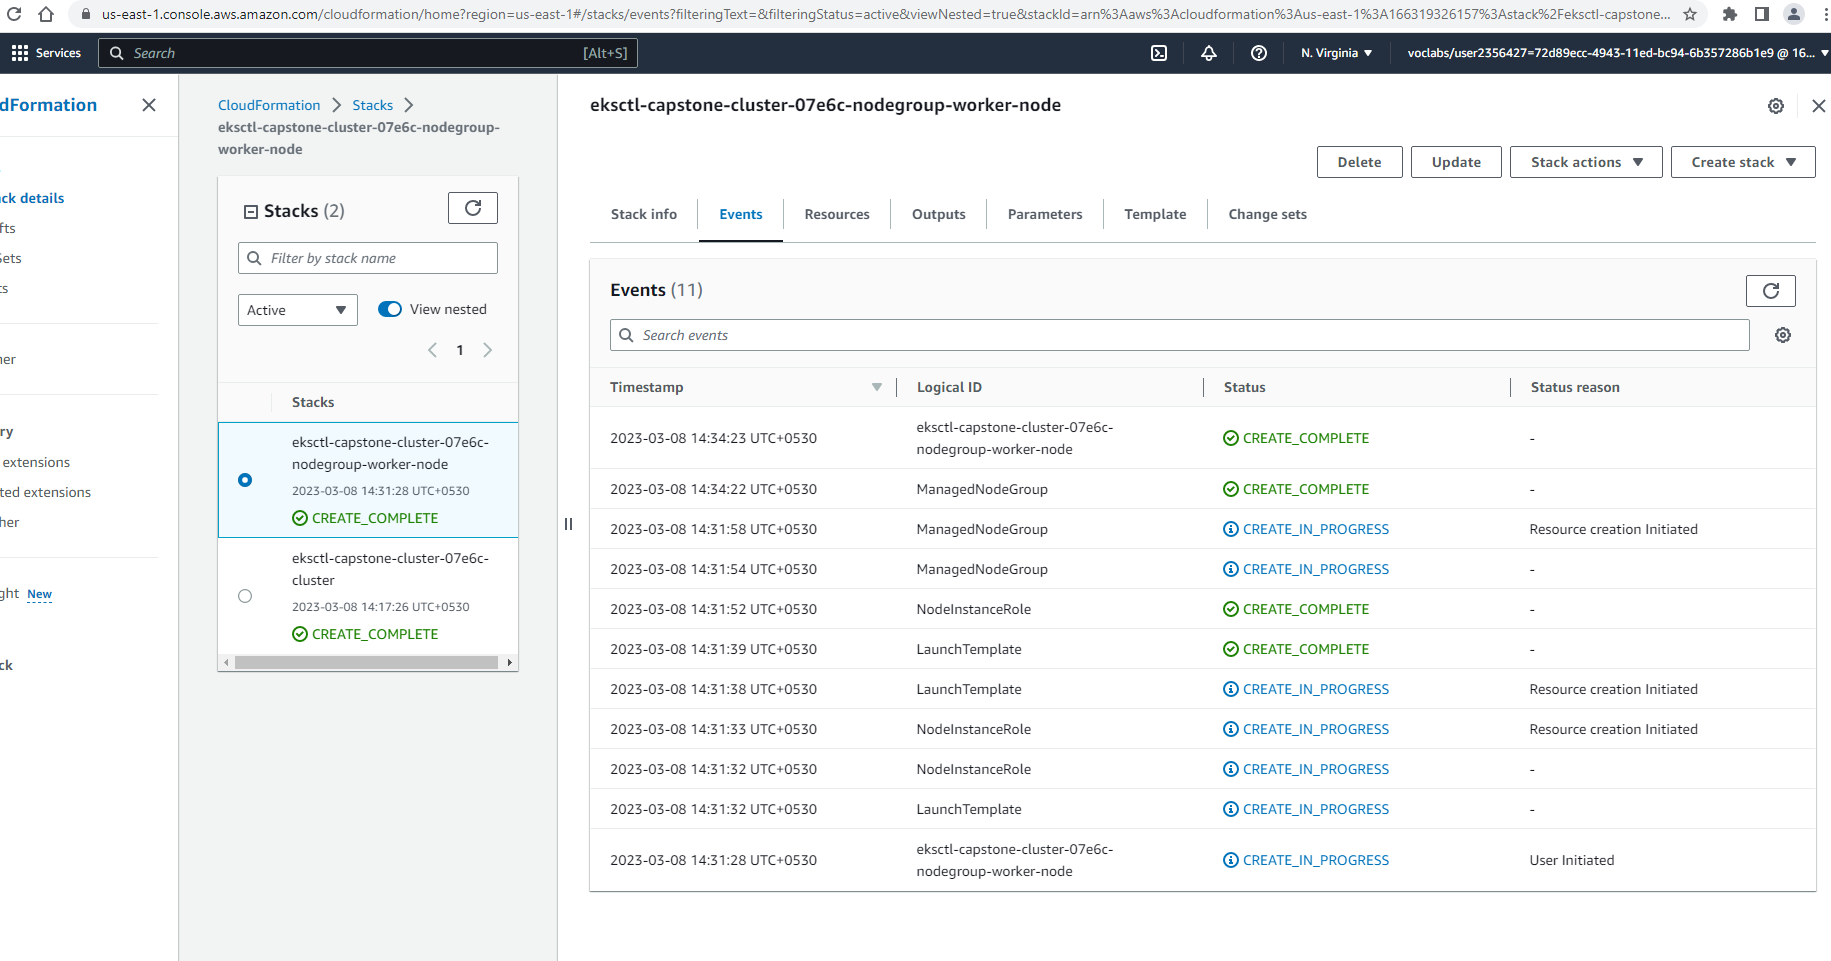 us-east-1.console.aws.amazon.com/cloudformation/home?region=us-east-1#/stacks/events?filteringText=&filteringStatus=active&viewNested=true&stackId=arn%3Aaws%3Acloudformation%3Aus-east-1%3A166319326157%3Astack%2Feksctl-capstone...
Services
Search
[Alt+S]
N. Virginia
voclabs/user2356427=72d89ecc-4943-11ed-bc94-6b357286b1e9 @ 16...
dFormation
ck details
fts
Sets
ts
ner
ry
extensions
ted extensions
her
ght New
ck
CloudFormation
Stacks
eksctl-capstone-cluster-07e6c-nodegroup-
worker-node
Stacks (2)
Filter by stack name
Active
View nested
1
Stacks
eksctl-capstone-cluster-07e6c-
nodegroup-worker-node
2023-03-08 14:31:28 UTC+0530
CREATE_COMPLETE
eksctl-capstone-cluster-07e6c-
cluster
2023-03-08 14:17:26 UTC+0530
CREATE_COMPLETE
eksctl-capstone-cluster-07e6c-nodegroup-worker-node
Delete
Update
Stack actions
Create stack
Stack info
Events
Resources
Outputs
Parameters
Template
Change sets
Events (11)
Search events
Timestamp Logical ID Status Status reason
2023-03-08 14:34:23 UTC+0530 eksctl-capstone-cluster-07e6c- CREATE_COMPLETE -
nodegroup-worker-node
2023-03-08 14:34:22 UTC+0530 ManagedNodeGroup CREATE_COMPLETE -
2023-03-08 14:31:58 UTC+0530 ManagedNodeGroup CREATE_IN_PROGRESS Resource creation Initiated
2023-03-08 14:31:54 UTC+0530 ManagedNodeGroup CREATE_IN_PROGRESS -
2023-03-08 14:31:52 UTC+0530 NodeInstanceRole CREATE_COMPLETE -
2023-03-08 14:31:39 UTC+0530 LaunchTemplate CREATE_COMPLETE -
2023-03-08 14:31:38 UTC+0530 LaunchTemplate CREATE_IN_PROGRESS Resource creation Initiated
2023-03-08 14:31:33 UTC+0530 NodeInstanceRole CREATE_IN_PROGRESS Resource creation Initiated
2023-03-08 14:31:32 UTC+0530 NodeInstanceRole CREATE_IN_PROGRESS -
2023-03-08 14:31:32 UTC+0530 LaunchTemplate CREATE_IN_PROGRESS -
2023-03-08 14:31:28 UTC+0530 eksctl-capstone-cluster-07e6c- CREATE_IN_PROGRESS User Initiated
nodegroup-worker-node